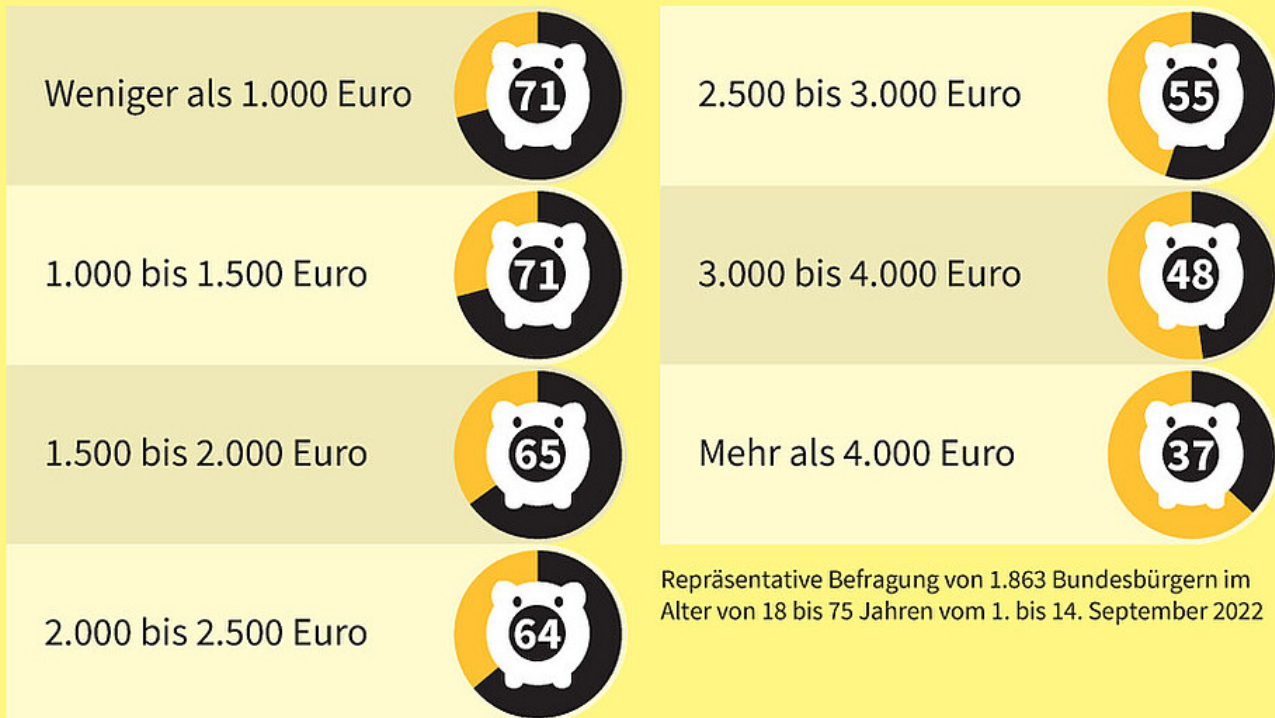 Weniger als 1.000 Euro
71
1.000 bis 1.500 Euro
71
1.500 bis 2.000 Euro
65
2.000 bis 2.500 Euro
64
2.500 bis 3.000 Euro
55
3.000 bis 4.000 Euro
48
Mehr als 4.000 Euro
37
Repräsentative Befragung von 1.863 Bundesbürgern im
Alter von 18 bis 75 Jahren vom 1. bis 14. September 2022